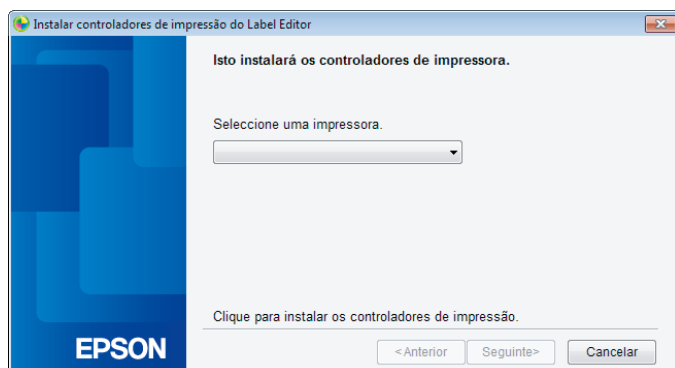 Instalar controladores de impressão do Label Editor
Isto instalará os controladores de impressora.
Seleccione uma impressora.
Clique para instalar os controladores de impressão.
EPSON
<Anterior
Seguinte>
Cancelar